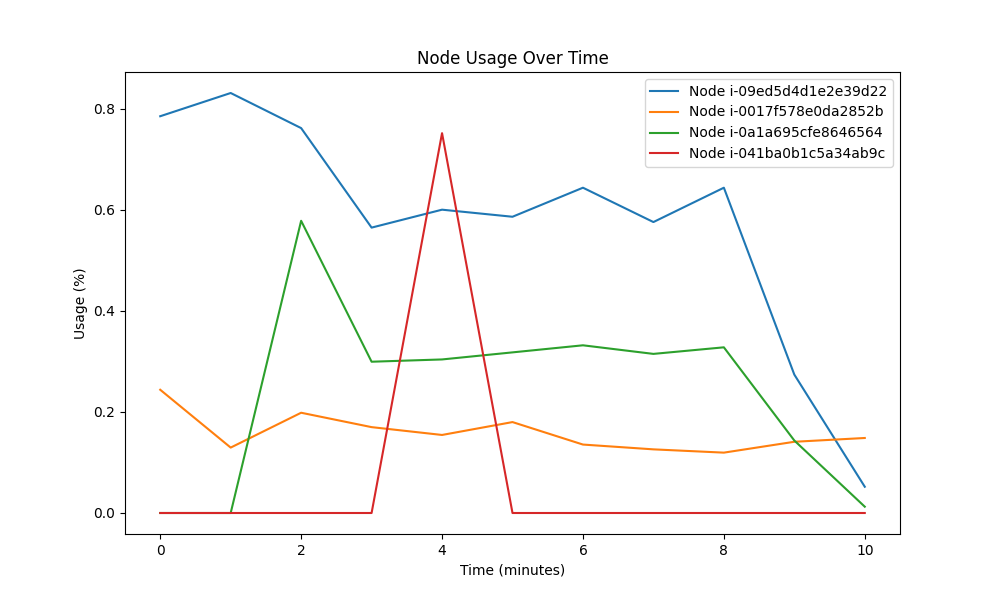 Node Usage Over Time
Node i-09ed5d4d1e2e39d22
Node i-0017f578e0da2852b
Node i-0a1a695cfe8646564
Node i-041ba0b1c5a34ab9c
Usage (%)
0.8
0.6
0.4
0.2
0.0
0 2 4 6 8 10
Time (minutes)